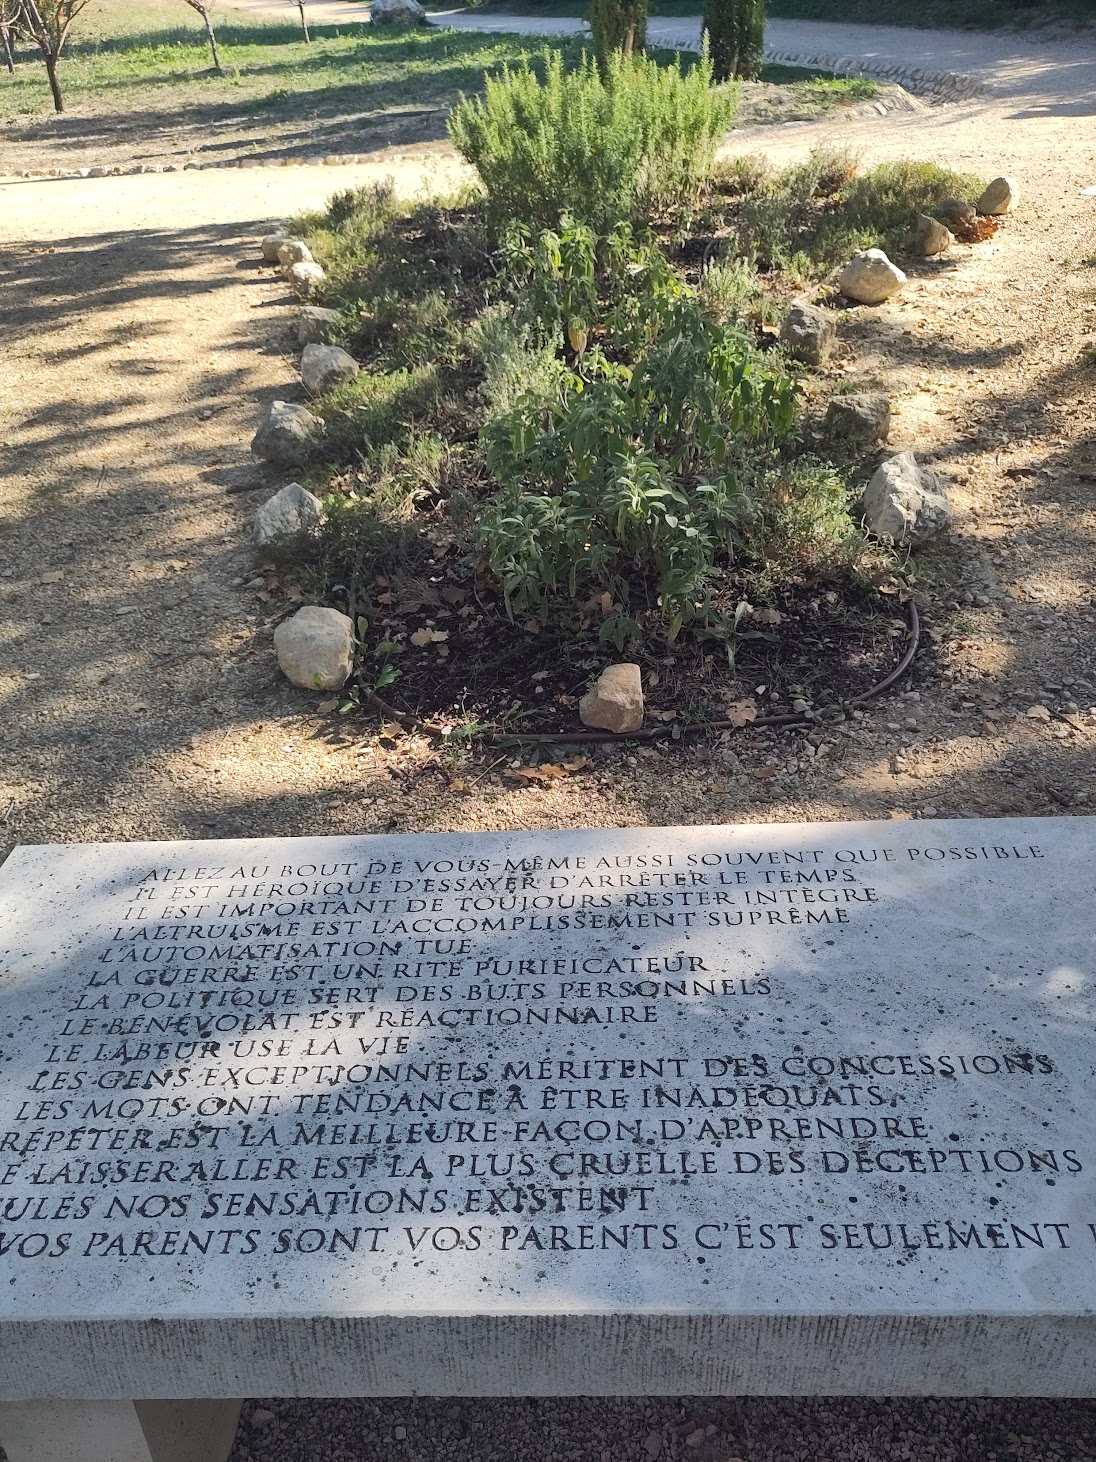 ALLEZ AU BOUT DE VOUS-MÊME AUSSI SOUVENT QUE POSSIBLE
IL EST HÉROÏQUE D'ESSAYER D'ARRÊTER LE TEMPS
IL EST IMPORTANT DE TOUJOURS RESTER INTÈGRE
L'ALTRUISME EST L'ACCOMPLISSEMENT SUPRÊME
L'AUTOMATISATION TUE
LA GUERRE EST UN RITE PURIFICATEUR
LA POLITIQUE SERT DES BUTS PERSONNELS
LE BÉNÉVOLAT EST RÉACTIONNAIRE
LE LABEUR USE LA VIE
LES GENS EXCEPTIONNELS MÉRITENT DES CONCESSIONS
LES MOTS ONT TENDANCE À ÊTRE INADÉQUATS
RÉPÉTER EST LA MEILLEURE FAÇON D'APPRENDRE
E LAISSER ALLER EST LA PLUS CRUELLE DES DÉCEPTIONS
ULES NOS SENSATIONS EXISTENT
VOS PARENTS SONT VOS PARENTS C'EST SEULEMENT